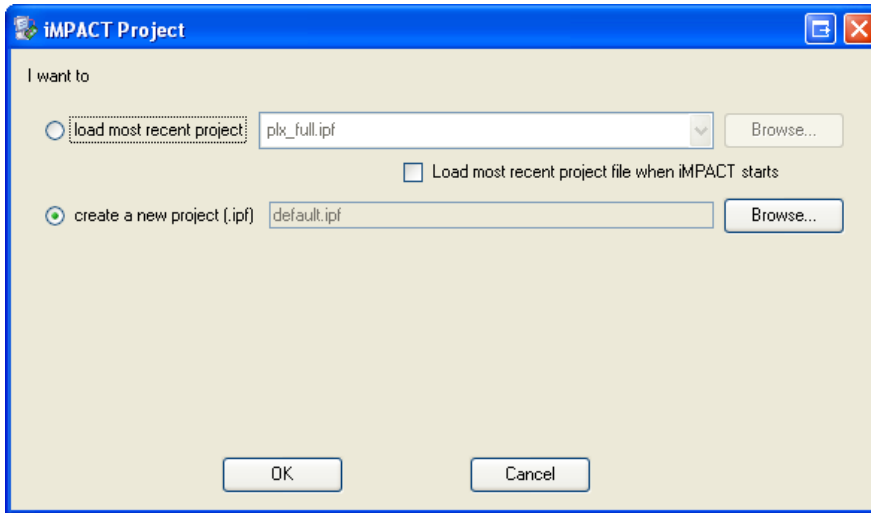 iMPACT Project
I want to
load most recent project plx_full.ipf Browse...
Load most recent project file when iMPACT starts
create a new project (.ipf) default.ipf Browse...
OK Cancel